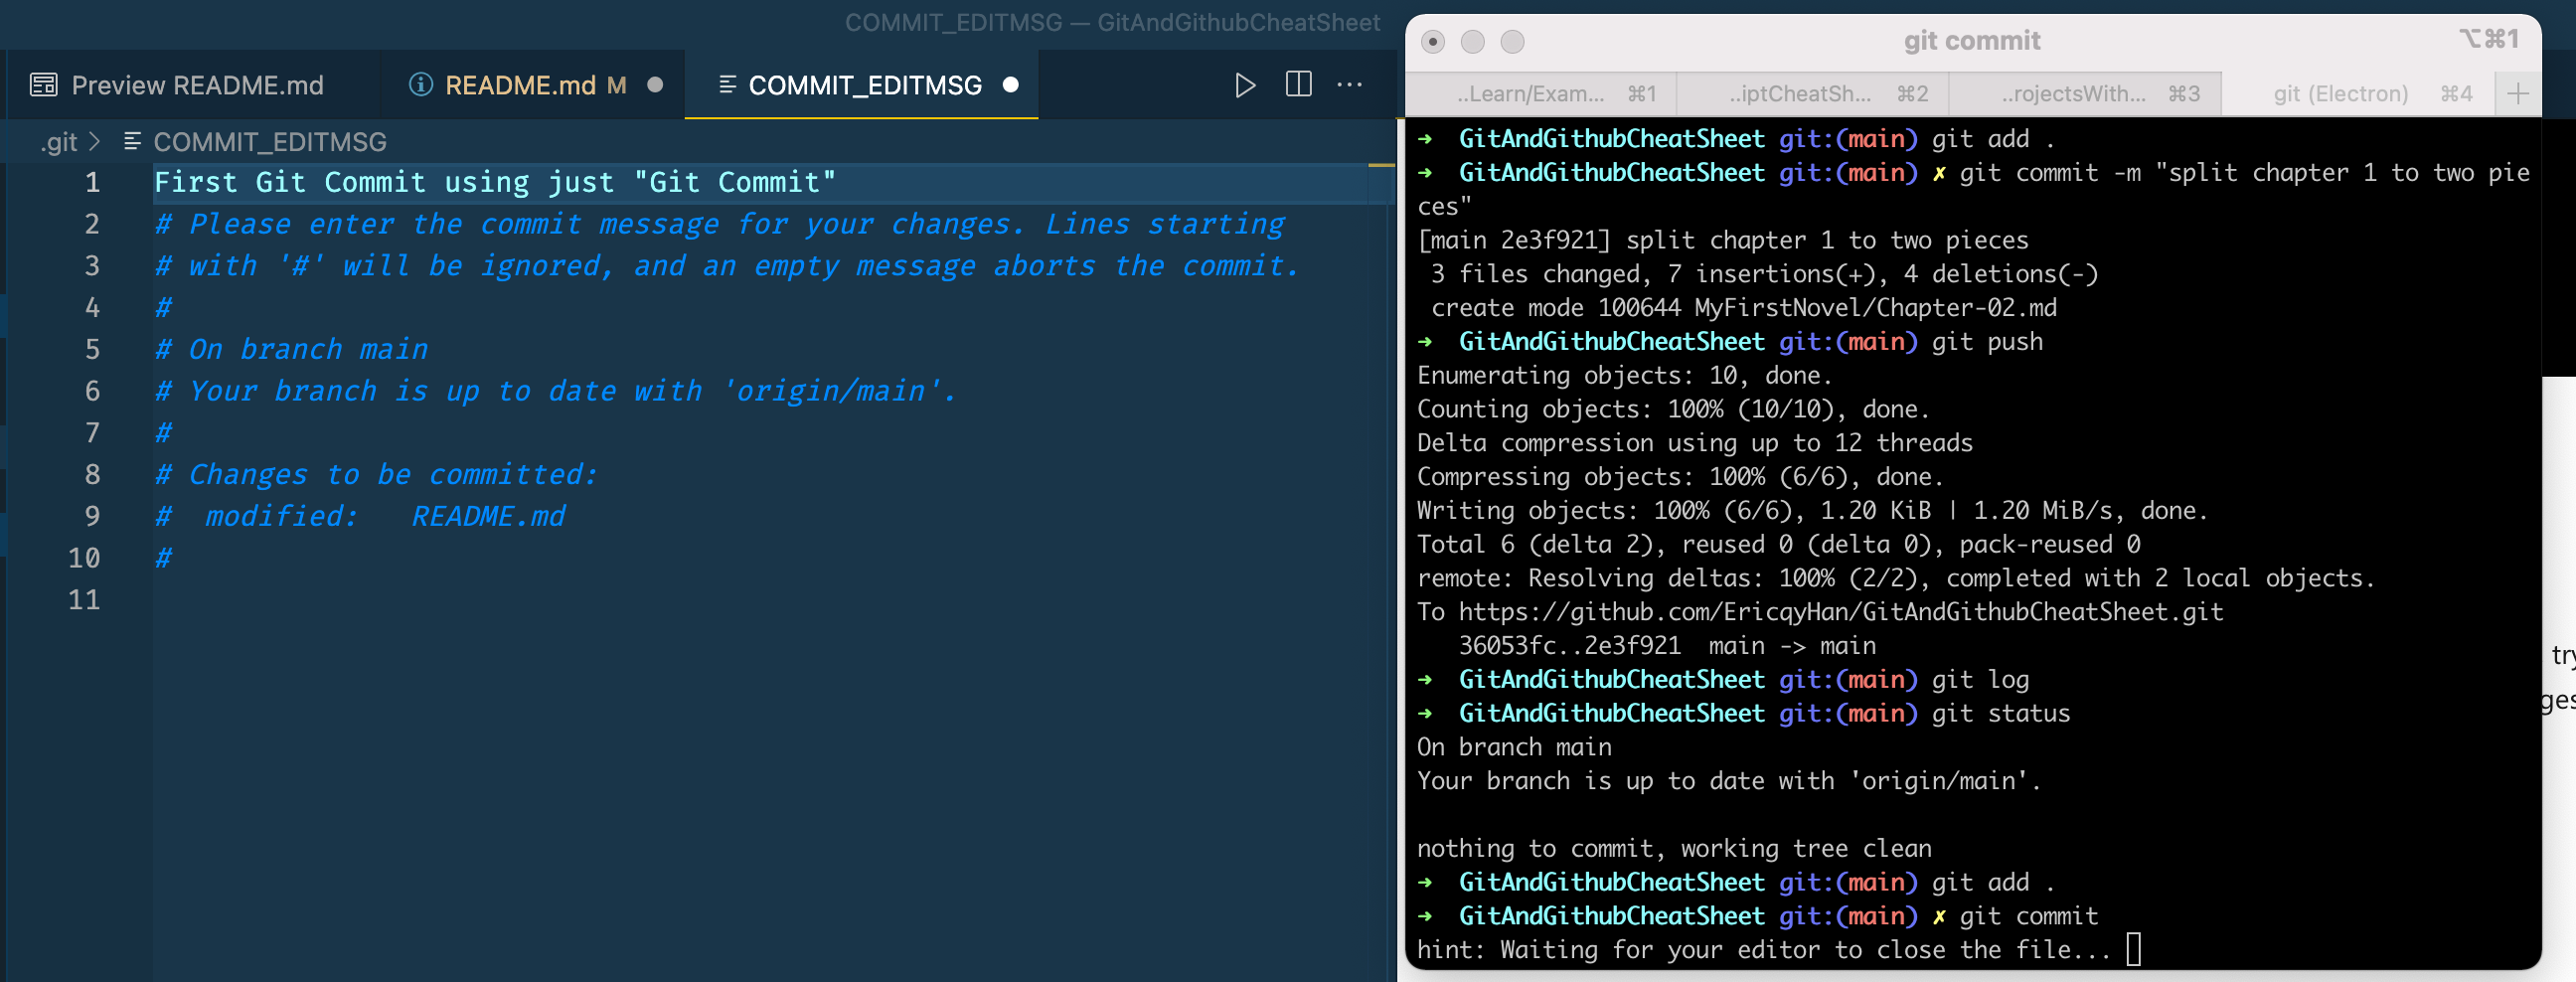 COMMIT_EDITMSG — GitAndGithubCheatSheet
Preview README.md
README.md M
COMMIT_EDITMSG
.git > COMMIT_EDITMSG
1 First Git Commit using just "Git Commit"
2 # Please enter the commit message for your changes. Lines starting
3 # with '#' will be ignored, and an empty message aborts the commit.
4 #
5 # On branch main
6 # Your branch is up to date with 'origin/main'.
7 #
8 # Changes to be committed:
9 #  modified:   README.md
10 #
11
git commit
⌥⌘1
..Learn/Exam... ⌘1
..iptCheatSh... ⌘2
..rojectsWith... ⌘3
git (Electron) ⌘4
+
➜  GitAndGithubCheatSheet git:(main) git add .
➜  GitAndGithubCheatSheet git:(main) ✗ git commit -m "split chapter 1 to two pie
ces"
[main 2e3f921] split chapter 1 to two pieces
 3 files changed, 7 insertions(+), 4 deletions(-)
 create mode 100644 MyFirstNovel/Chapter-02.md
➜  GitAndGithubCheatSheet git:(main) git push
Enumerating objects: 10, done.
Counting objects: 100% (10/10), done.
Delta compression using up to 12 threads
Compressing objects: 100% (6/6), done.
Writing objects: 100% (6/6), 1.20 KiB | 1.20 MiB/s, done.
Total 6 (delta 2), reused 0 (delta 0), pack-reused 0
remote: Resolving deltas: 100% (2/2), completed with 2 local objects.
To https://github.com/EricqyHan/GitAndGithubCheatSheet.git
   36053fc..2e3f921  main -> main
➜  GitAndGithubCheatSheet git:(main) git log
➜  GitAndGithubCheatSheet git:(main) git status
On branch main
Your branch is up to date with 'origin/main'.
nothing to commit, working tree clean
➜  GitAndGithubCheatSheet git:(main) git add .
➜  GitAndGithubCheatSheet git:(main) ✗ git commit
hint: Waiting for your editor to close the file...